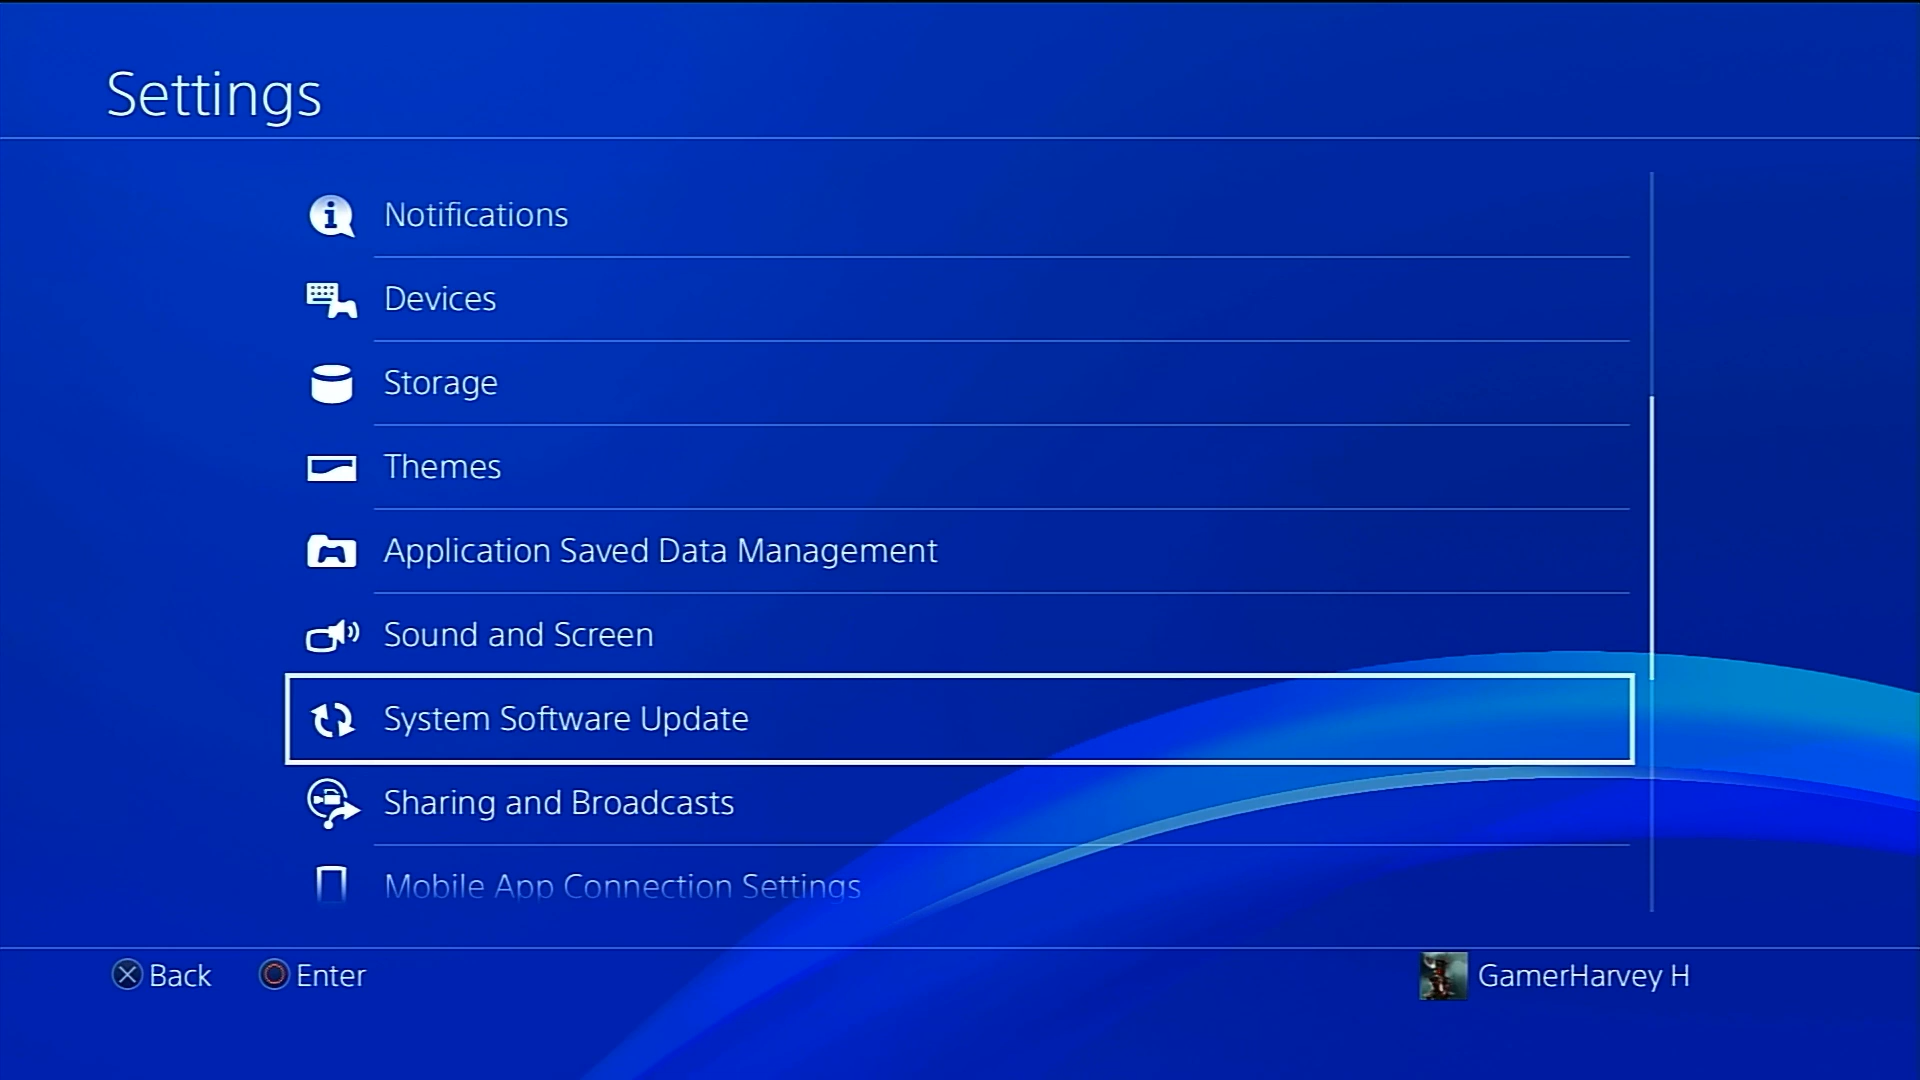 Settings
Notifications
Devices
Storage
Themes
Application Saved Data Management
Sound and Screen
System Software Update
Sharing and Broadcasts
Mobile App Connection Settings
Back
Enter
GamerHarvey H